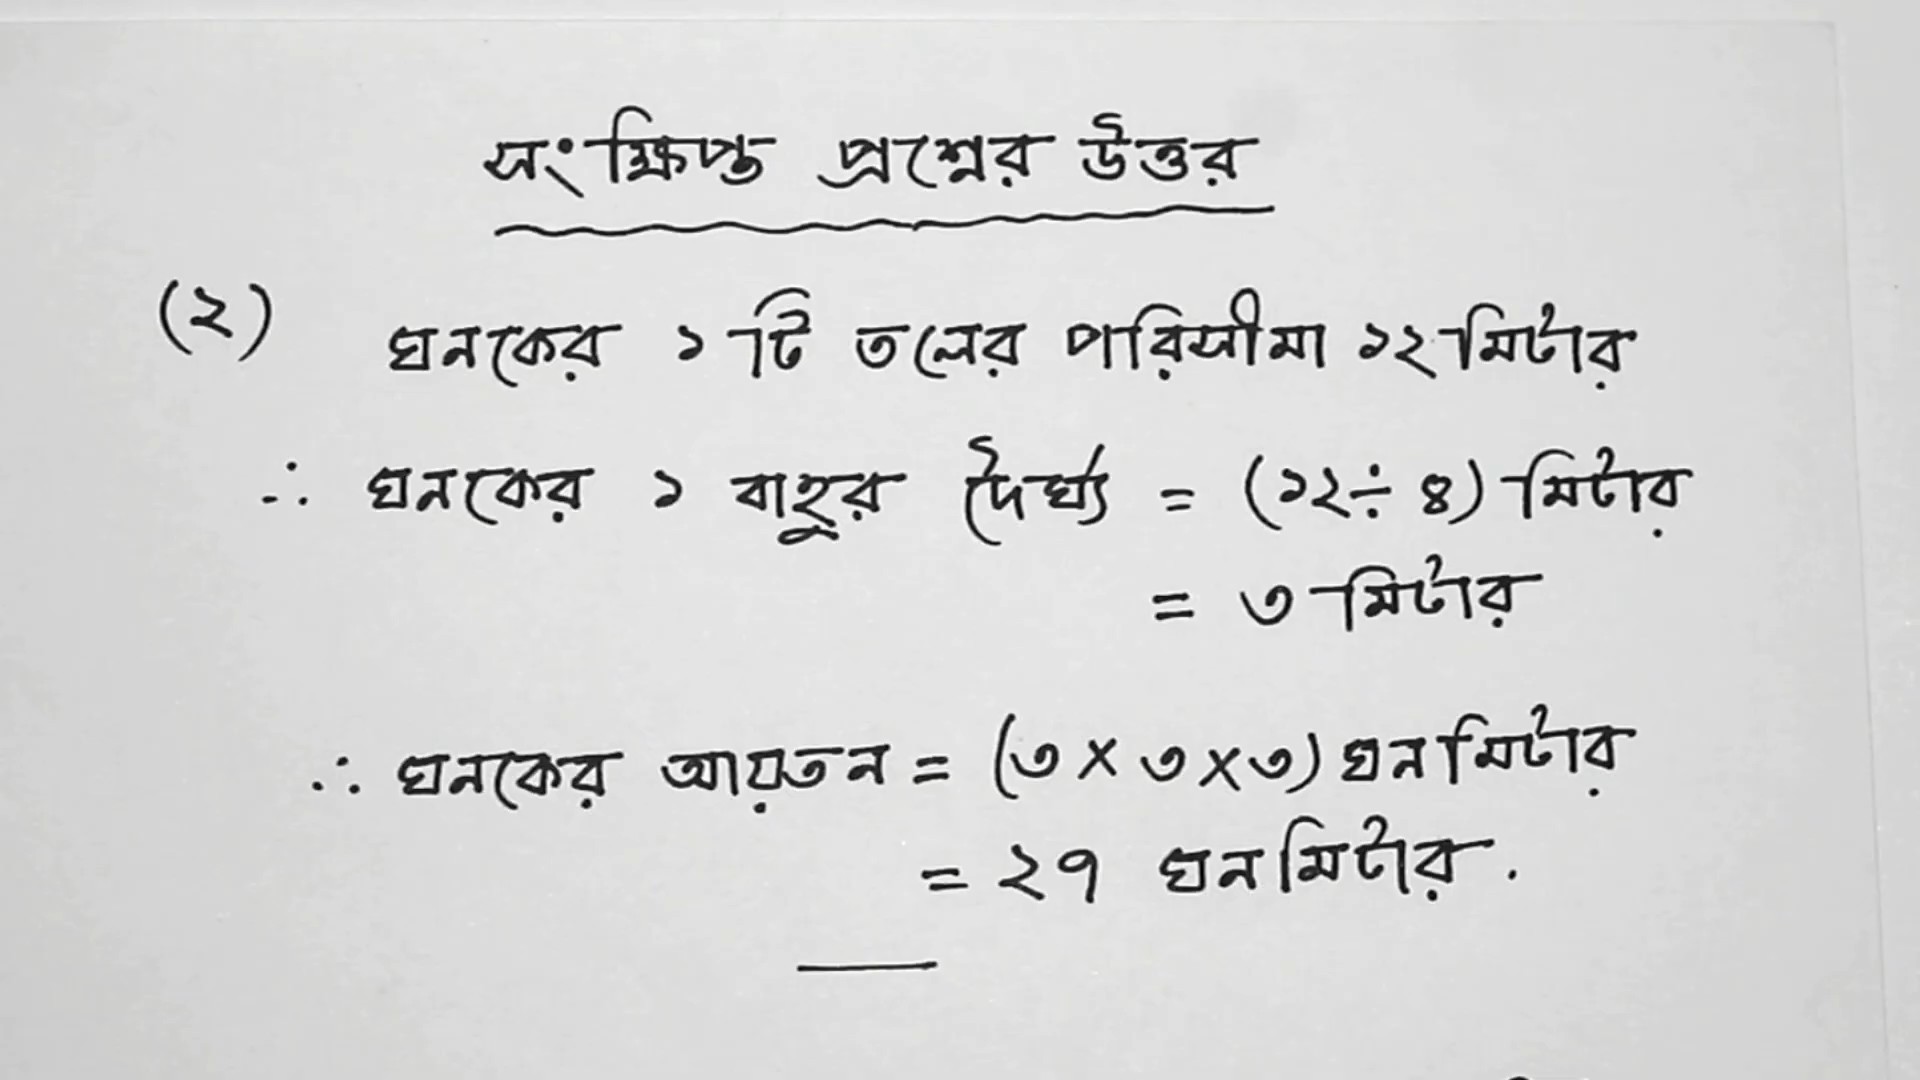 সংক্ষিপ্ত প্রশ্নের উত্তর
(২) ঘনকের ১টি তলের পরিসীমা ১২ মিটার
∴ ঘনকের ১ বাহুর দৈর্ঘ্য = (১২ ÷ ৪) মিটার
= ৩ মিটার
∴ ঘনকের আয়তন = (৩ × ৩ × ৩) ঘনমিটার
= ২৭ ঘনমিটার.